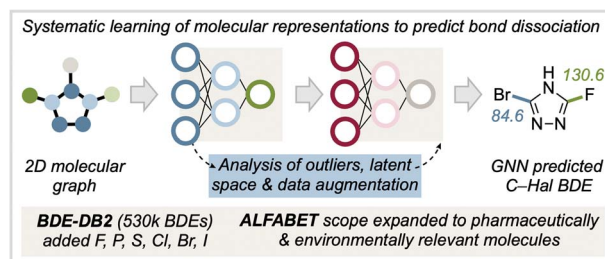 Systematic learning of molecular representations to predict bond dissociation
130.6
H
N
Br
F
84.6
N–N
2D molecular
graph
Analysis of outliers, latent
space & data augmentation
GNN predicted
C–Hal BDE
BDE-DB2 (530k BDEs)
added F, P, S, Cl, Br, I
ALFABET scope expanded to pharmaceutically
& environmentally relevant molecules